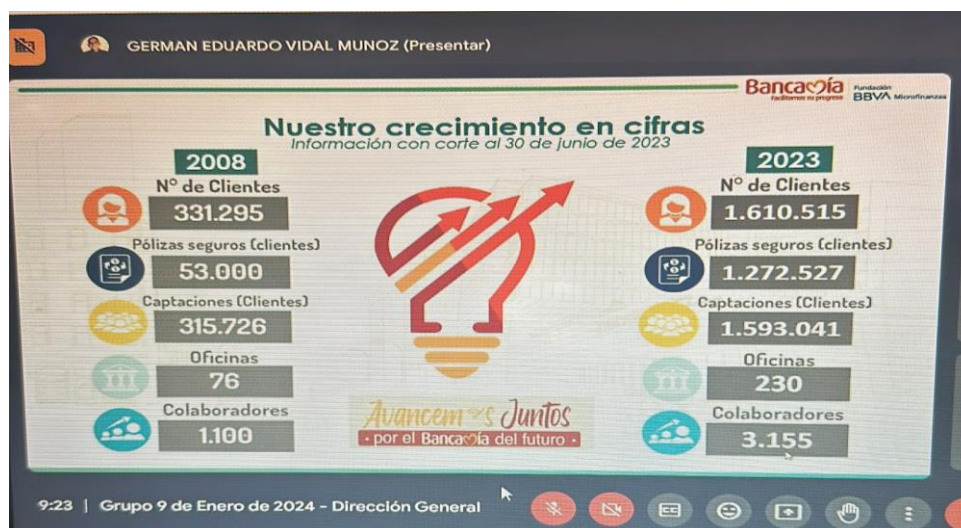 GERMAN EDUARDO VIDAL MUNOZ (Presentar)
Bancamía
Facilitamos su progreso
Fundación
BBVA Microfinanzas
Nuestro crecimiento en cifras
Información con corte al 30 de junio de 2023
2008
N° de Clientes
331.295
Pólizas seguros (clientes)
53.000
Captaciones (Clientes)
315.726
Oficinas
76
Colaboradores
1.100
Avancemos Juntos
• por el Bancamía del futuro •
2023
N° de Clientes
1.610.515
Pólizas seguros (clientes)
1.272.527
Captaciones (Clientes)
1.593.041
Oficinas
230
Colaboradores
3.155
9:23 | Grupo 9 de Enero de 2024 - Dirección General
CC